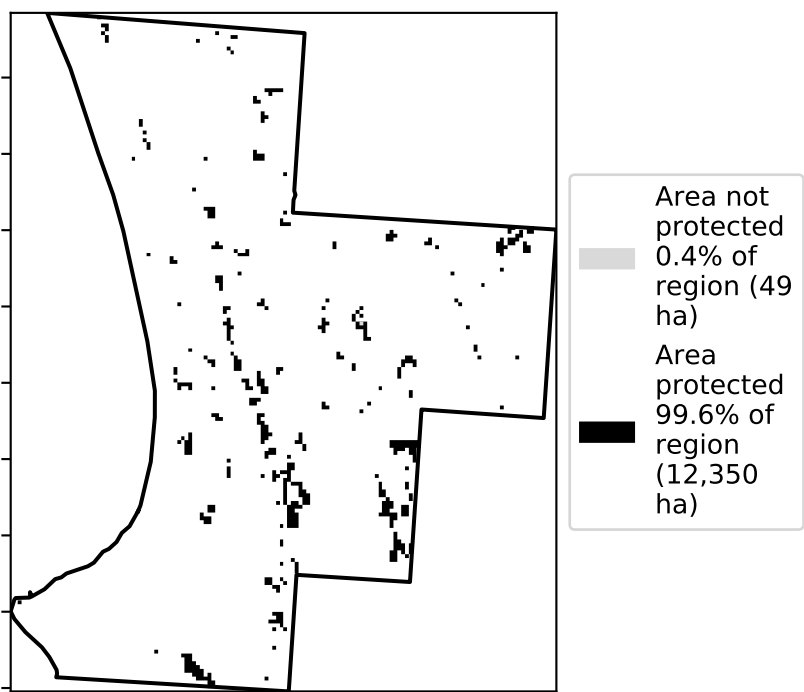 Area not
protected
0.4% of
region (49
ha)
Area
protected
99.6% of
region
(12,350
ha)